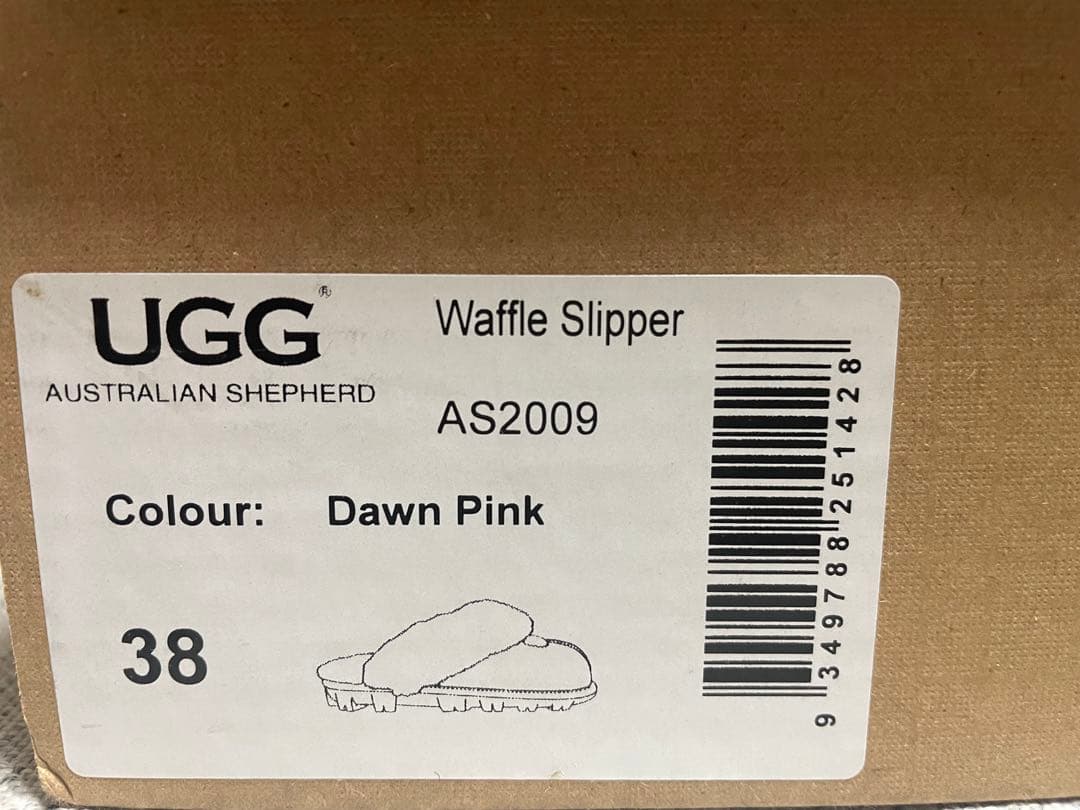 UGG®
AUSTRALIAN SHEPHERD
Waffle Slipper
AS2009
Colour: Dawn Pink
38
9 349788 251428